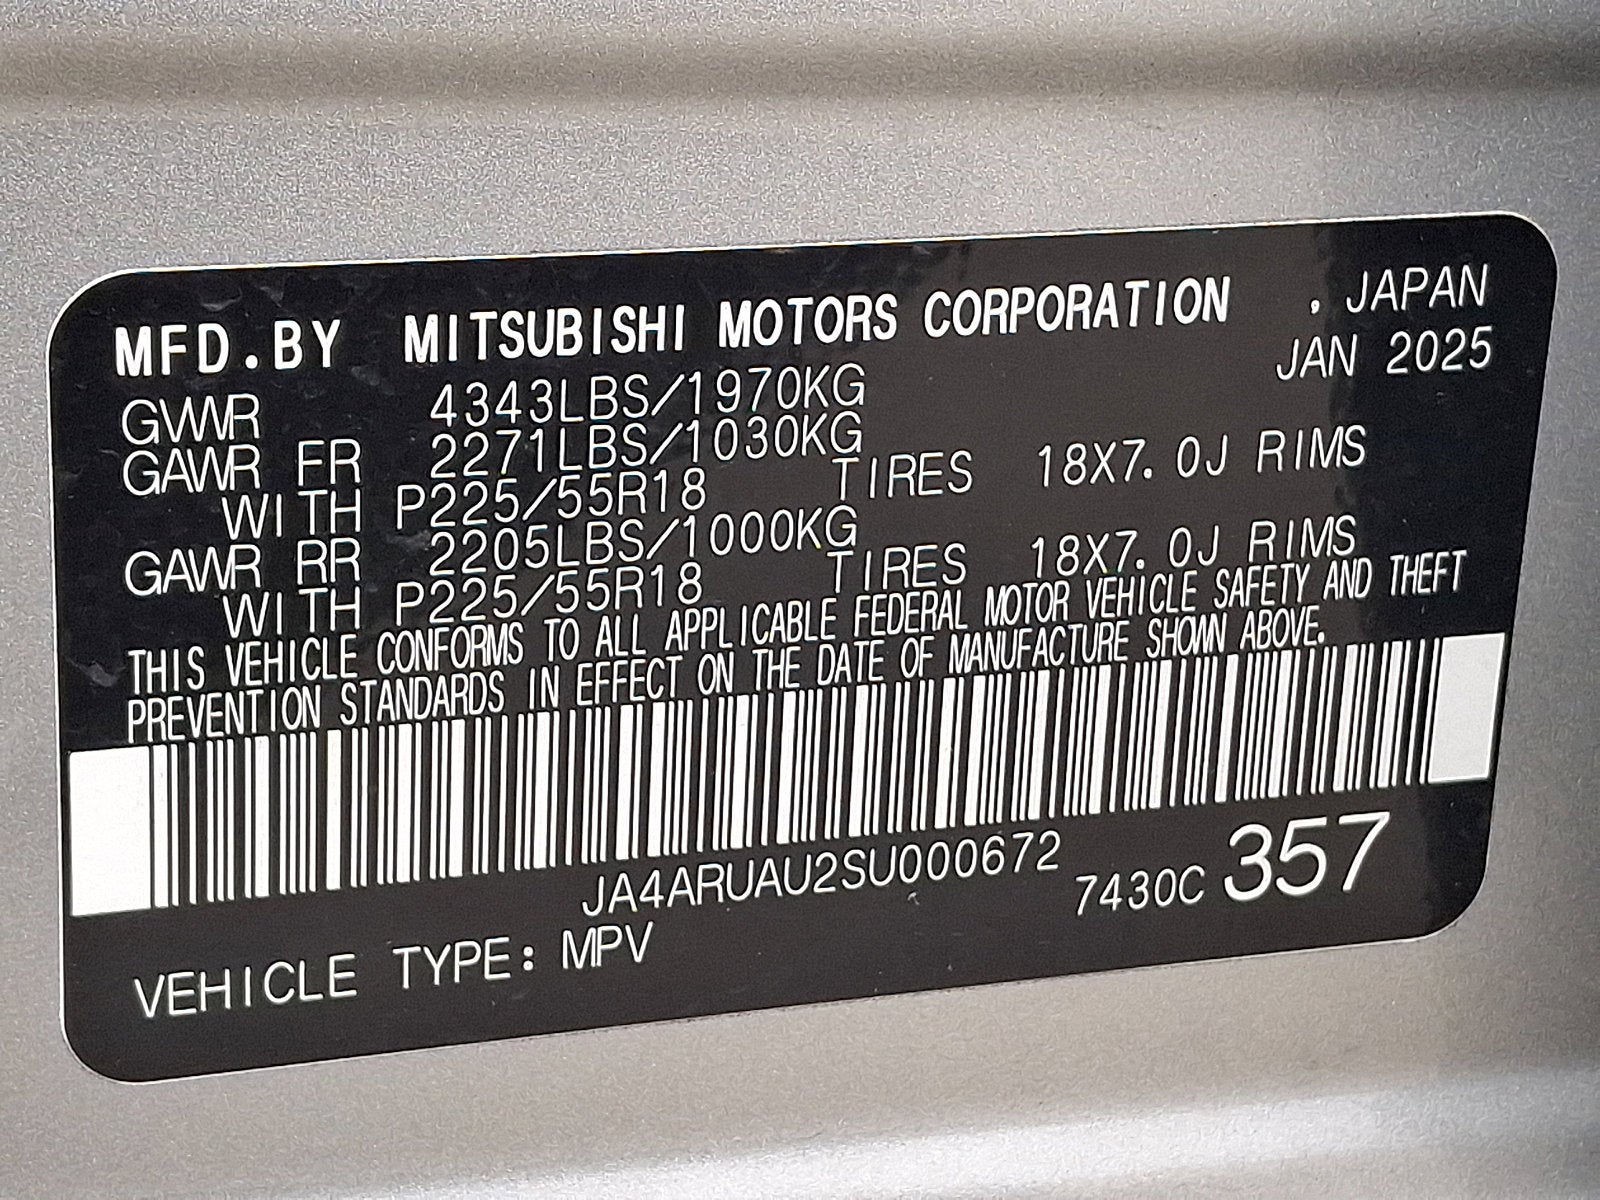 MFD.BY MITSUBISHI MOTORS CORPORATION , JAPAN
JAN 2025
GVWR 4343LBS/1970KG
GAWR FR 2271LBS/1030KG
WITH P225/55R18 TIRES 18X7.0J RIMS
GAWR RR 2205LBS/1000KG
WITH P225/55R18 TIRES 18X7.0J RIMS
THIS VEHICLE CONFORMS TO ALL APPLICABLE FEDERAL MOTOR VEHICLE SAFETY AND THEFT
PREVENTION STANDARDS IN EFFECT ON THE DATE OF MANUFACTURE SHOWN ABOVE.
JA4ARUAU2SU000672 7430C 357
VEHICLE TYPE: MPV